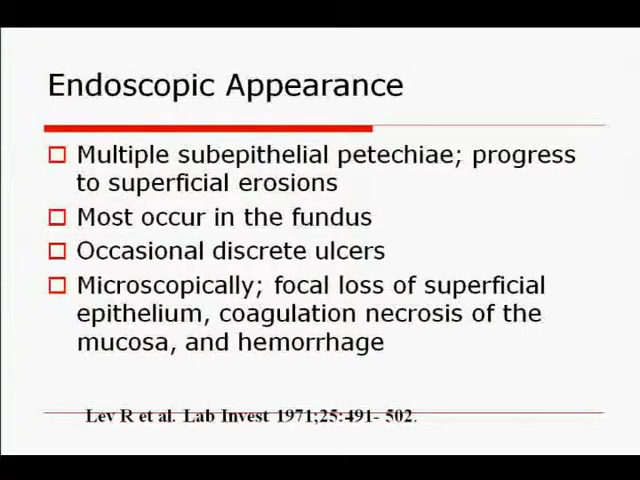 Endoscopic Appearance
Multiple subepithelial petechiae; progress
to superficial erosions
Most occur in the fundus
Occasional discrete ulcers
Microscopically; focal loss of superficial
epithelium, coagulation necrosis of the
mucosa, and hemorrhage
Lev R et al. Lab Invest 1971;25:491- 502.